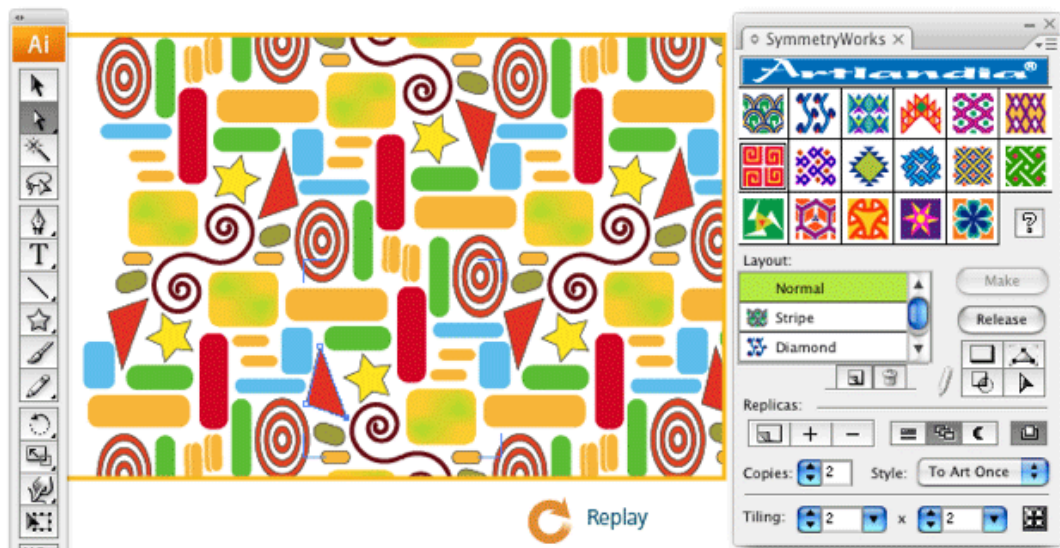 Ai
SymmetryWorks
Artlandia®
T
?
Layout:
Normal
Make
Stripe
Release
Diamond
Replicas:
Copies: 2 Style: To Art Once
Tiling: 2 x 2
Replay